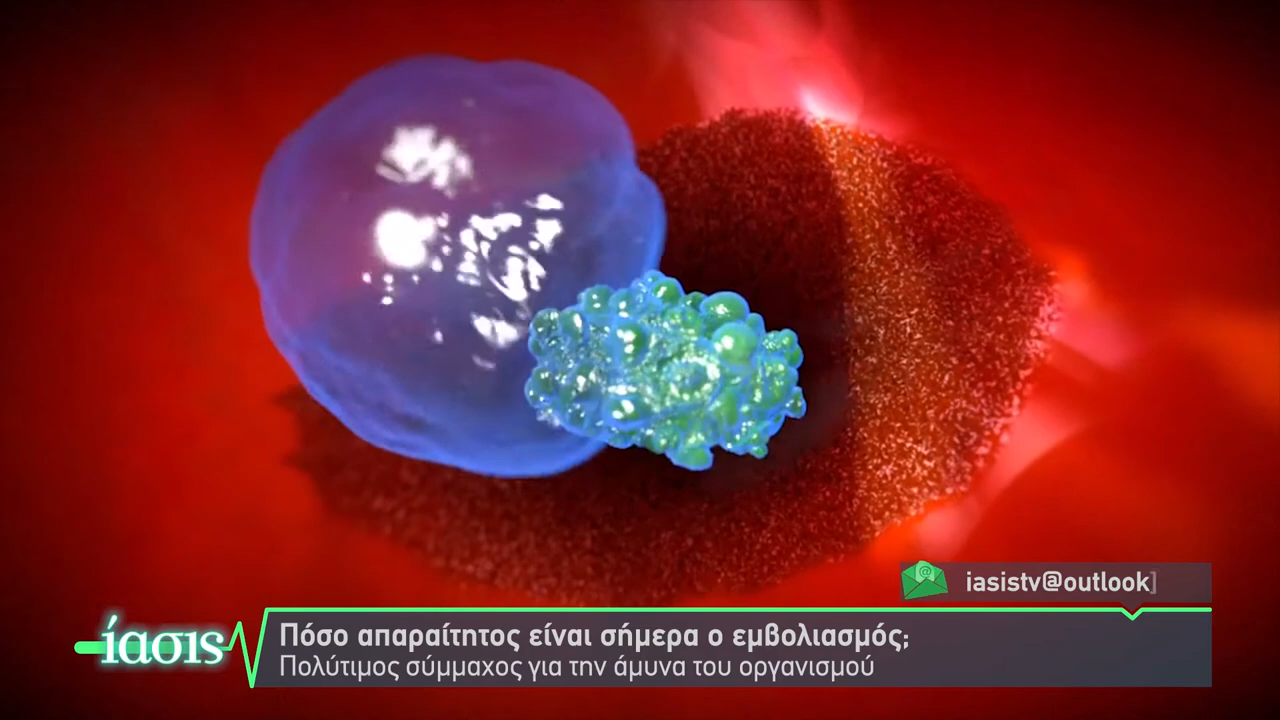 iasistv@outlook]
ίασις
Πόσο απαραίτητος είναι σήμερα ο εμβολιασμός;
Πολύτιμος σύμμαχος για την άμυνα του οργανισμού